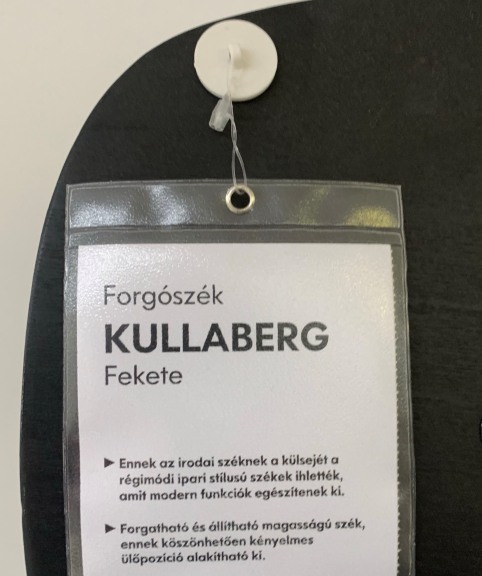 Forgószék
KULLABERG
Fekete
► Ennek az irodai széknek a külsejét a
régimódi ipari stílusú székek ihlették,
amit modern funkciók egészítenek ki.
► Forgatható és állítható magasságú szék,
ennek köszönhetően kényelmes
ülőpozíció alakítható ki.